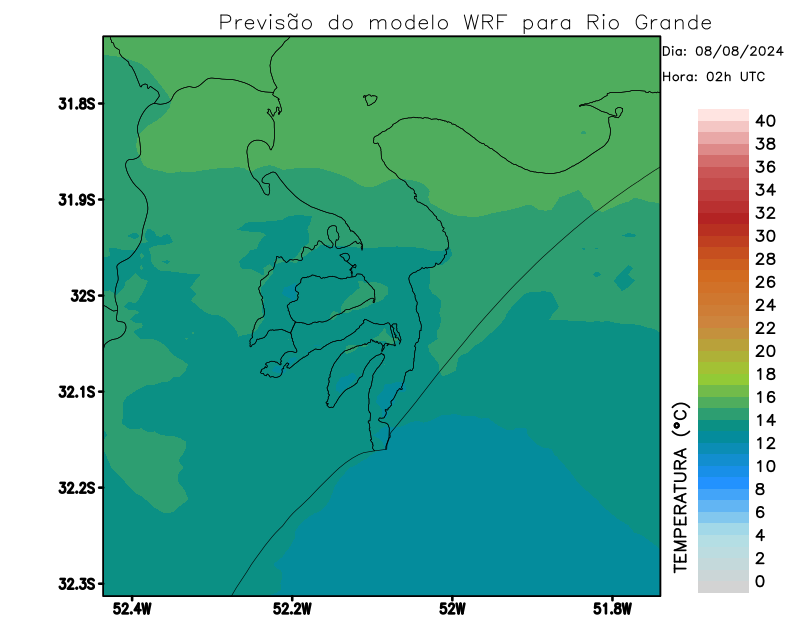 Previsão do modelo WRF para Rio Grande
Dia: 08/08/2024
Hora: 02h UTC
31.8S
31.9S
32S
32.1S
32.2S
32.3S
52.4W
52.2W
52W
51.8W
TEMPERATURA (°C)
40
38
36
34
32
30
28
26
24
22
20
18
16
14
12
10
8
6
4
2
0